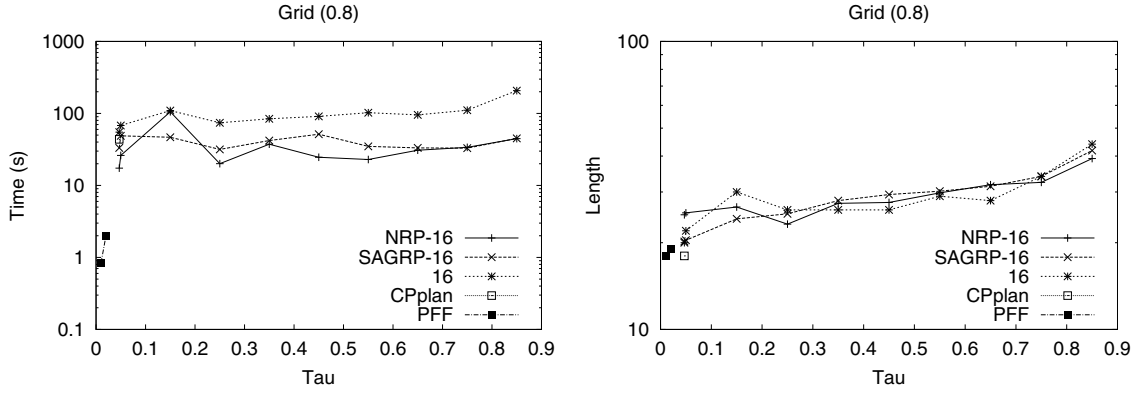 Grid (0.8)
1000
100
10
1
0.1
Time (s)
NRP-16
SAGRP-16
16
CPplan
PFF
0 0.1 0.2 0.3 0.4 0.5 0.6 0.7 0.8 0.9
Tau
Grid (0.8)
100
10
Length
NRP-16
SAGRP-16
16
CPplan
PFF
0 0.1 0.2 0.3 0.4 0.5 0.6 0.7 0.8 0.9
Tau